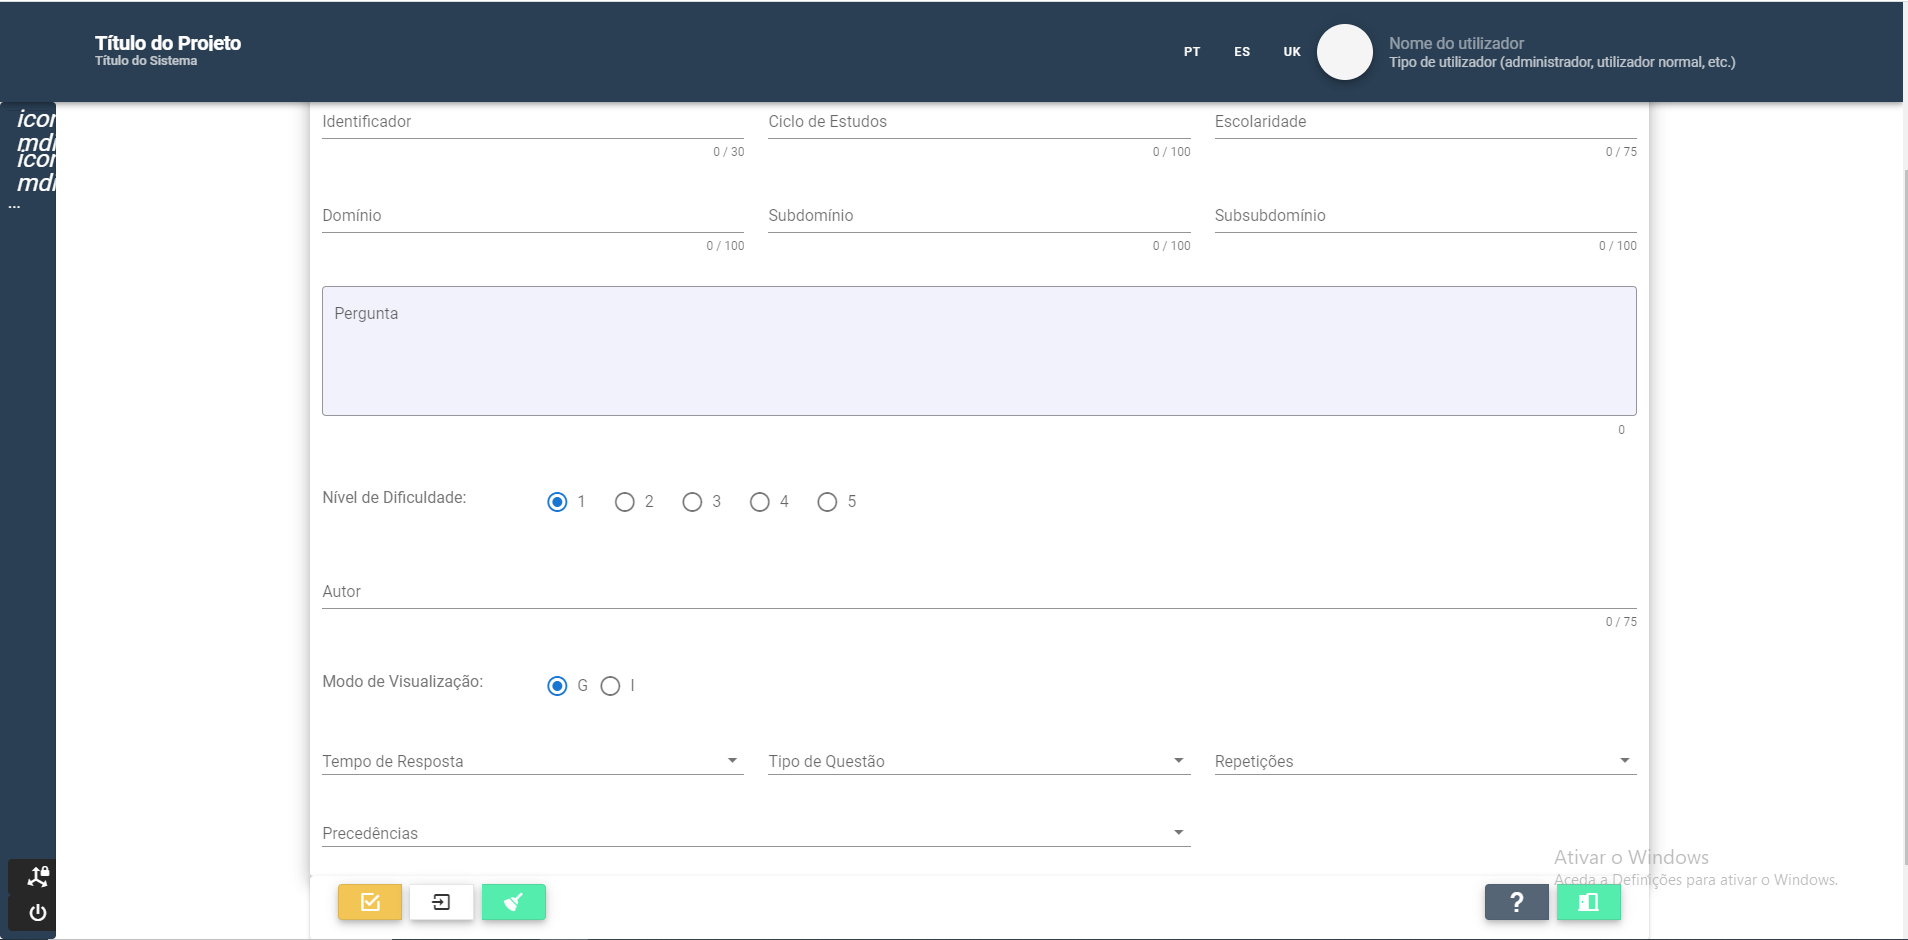 Título do Projeto
Título do Sistema
PT ES UK
Nome do utilizador
Tipo de utilizador (administrador, utilizador normal, etc.)
icon
mdi
icon
mdi
...
Identificador Ciclo de Estudos Escolaridade
0 / 30 0 / 100 0 / 75
Domínio Subdomínio Subsubdomínio
0 / 100 0 / 100 0 / 100
Pergunta
0
Nível de Dificuldade: 1 2 3 4 5
Autor
0 / 75
Modo de Visualização: G I
Tempo de Resposta Tipo de Questão Repetições
Precedências
Ativar o Windows
Aceda a Definições para ativar o Windows.
?